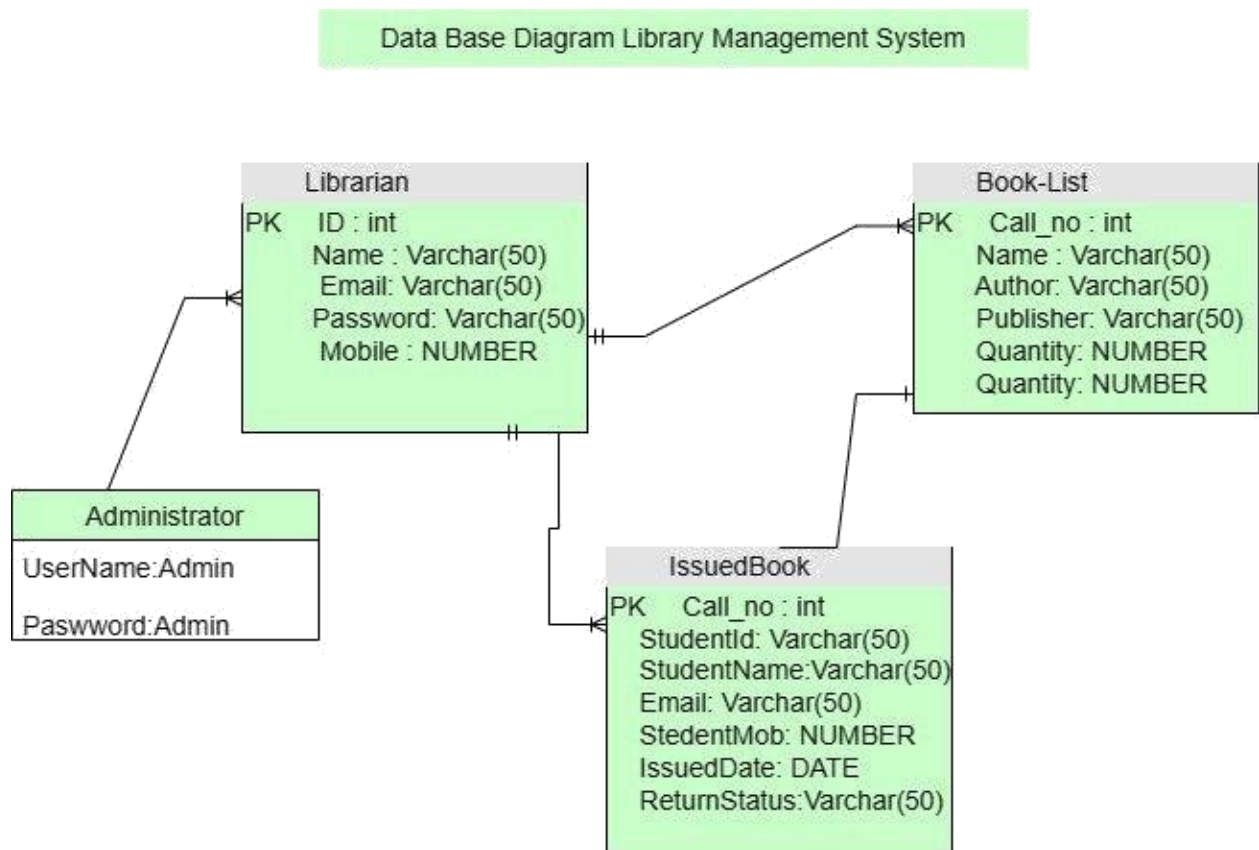 Data Base Diagram Library Management System
Librarian
PK ID : int
Name : Varchar(50)
Email: Varchar(50)
Password: Varchar(50)
Mobile : NUMBER
Book-List
PK Call_no : int
Name : Varchar(50)
Author: Varchar(50)
Publisher: Varchar(50)
Quantity: NUMBER
Quantity: NUMBER
Administrator
UserName:Admin
Paswword:Admin
IssuedBook
PK Call_no : int
StudentId: Varchar(50)
StudentName:Varchar(50)
Email: Varchar(50)
StedentMob: NUMBER
IssuedDate: DATE
ReturnStatus:Varchar(50)